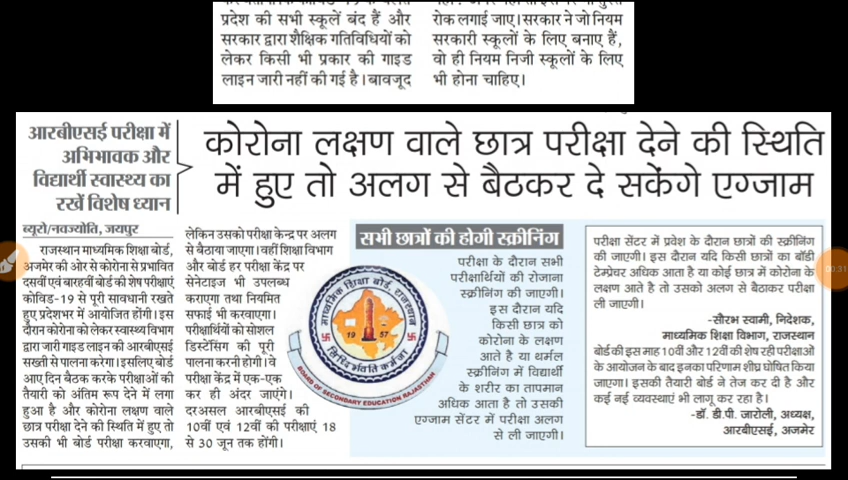 प्रदेश की सभी स्कूलें बंद हैं और
सरकार द्वारा शैक्षिक गतिविधियों को
लेकर किसी भी प्रकार की गाइड
लाइन जारी नहीं की गई है। बावजूद
रोक लगाई जाए। सरकार ने जो नियम
सरकारी स्कूलों के लिए बनाए हैं,
वो ही नियम निजी स्कूलों के लिए
भी होना चाहिए।
आरबीएसई परीक्षा में
अभिभावक और
विद्यार्थी स्वास्थ्य का
रखें विशेष ध्यान
कोरोना लक्षण वाले छात्र परीक्षा देने की स्थिति
में हुए तो अलग से बैठकर दे सकेंगे एग्जाम
ब्यूरो/नवज्योति, जयपुर
राजस्थान माध्यमिक शिक्षा बोर्ड,
अजमेर की ओर से कोरोना से प्रभावित
दसवीं एवं बारहवीं बोर्ड की शेष परीक्षाएं
कोविड-19 से पूरी सावधानी रखते
हुए प्रदेशभर में आयोजित होंगी। इस
दौरान कोरोना को लेकर स्वास्थ्य विभाग
द्वारा जारी गाइड लाइन की आरबीएसई
सख्ती से पालना करेगा। इसलिए बोर्ड
आए दिन बैठक करके परीक्षाओं की
तैयारी को अंतिम रूप देने में लगा
हुआ है और कोरोना लक्षण वाले
छात्र परीक्षा देने की स्थिति में हुए तो
उसकी भी बोर्ड परीक्षा करवाएगा,
लेकिन उसको परीक्षा केन्द्र पर अलग
से बैठाया जाएगा। वहीं शिक्षा विभाग
और बोर्ड हर परीक्षा केंद्र पर
सेनेटाइज भी उपलब्ध
कराएगा तथा नियमित
सफाई भी करवाएगा।
परीक्षार्थियों को सोशल
डिस्टेंसिंग की पूरी
पालना करनी होगी। वे
परीक्षा केंद्र में एक-एक
कर ही अंदर जाएंगे।
दरअसल आरबीएसई की
10वीं एवं 12वीं की परीक्षाएं 18
से 30 जून तक होंगी।
माध्यमिक शिक्षा बोर्ड, राजस्थान
19 57
सिद्धिर्भवति कर्मजा
BOARD OF SECONDARY EDUCATION RAJASTHAN
सभी छात्रों की होगी स्क्रीनिंग
परीक्षा के दौरान सभी
परीक्षार्थियों की रोजाना
स्क्रीनिंग की जाएगी।
इस दौरान यदि
किसी छात्र को
कोरोना के लक्षण
आते है या थर्मल
स्क्रीनिंग में विद्यार्थी
के शरीर का तापमान
अधिक आता है तो उसकी
एग्जाम सेंटर में परीक्षा अलग
से ली जाएगी।
परीक्षा सेंटर में प्रवेश के दौरान छात्रों की स्क्रीनिंग
की जाएगी। इस दौरान यदि किसी छात्रों का बॉडी
टेम्प्रेचर अधिक आता है या कोई छात्र में कोरोना के
लक्षण आते है तो उसको अलग से बैठाकर परीक्षा
ली जाएगी।
-सौरभ स्वामी, निदेशक,
माध्यमिक शिक्षा विभाग, राजस्थान
बोर्ड की इस माह 10वीं और 12वीं की शेष रही परीक्षाओं
के आयोजन के बाद इनका परिणाम शीघ्र घोषित किया
जाएगा। इसकी तैयारी बोर्ड ने तेज कर दी है और
कई नई व्यवस्थाएं भी लागू कर रहा है।
-डॉ. डी.पी. जारोली, अध्यक्ष,
आरबीएसई, अजमेर
00:31